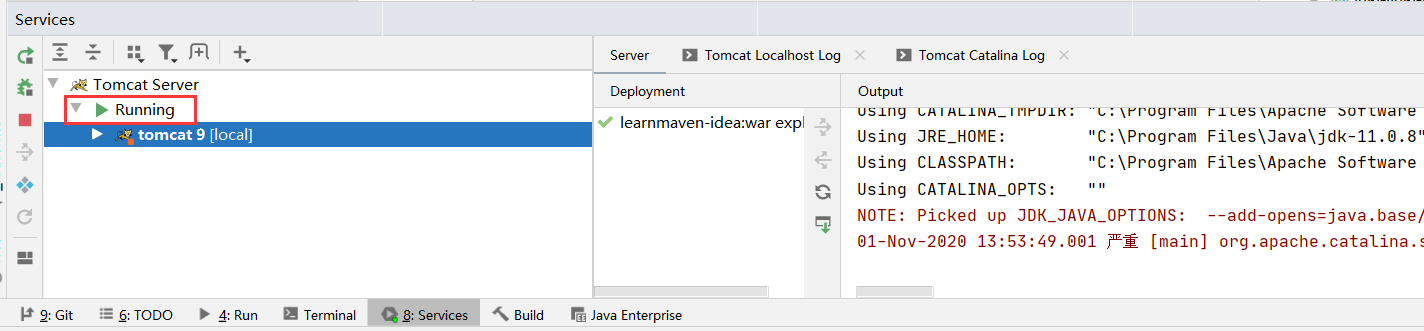 Services
Server
Tomcat Localhost Log
Tomcat Catalina Log
Tomcat Server
Running
tomcat 9 [local]
Deployment
learnmaven-idea:war expl
Output
Using CATALINA_TMPDIR: "C:\Program Files\Apache Software
Using JRE_HOME: "C:\Program Files\Java\jdk-11.0.8"
Using CLASSPATH: "C:\Program Files\Apache Software
Using CATALINA_OPTS: ""
NOTE: Picked up JDK_JAVA_OPTIONS: --add-opens=java.base/
01-Nov-2020 13:53:49.001 严重 [main] org.apache.catalina.s
9: Git
6: TODO
4: Run
Terminal
8: Services
Build
Java Enterprise